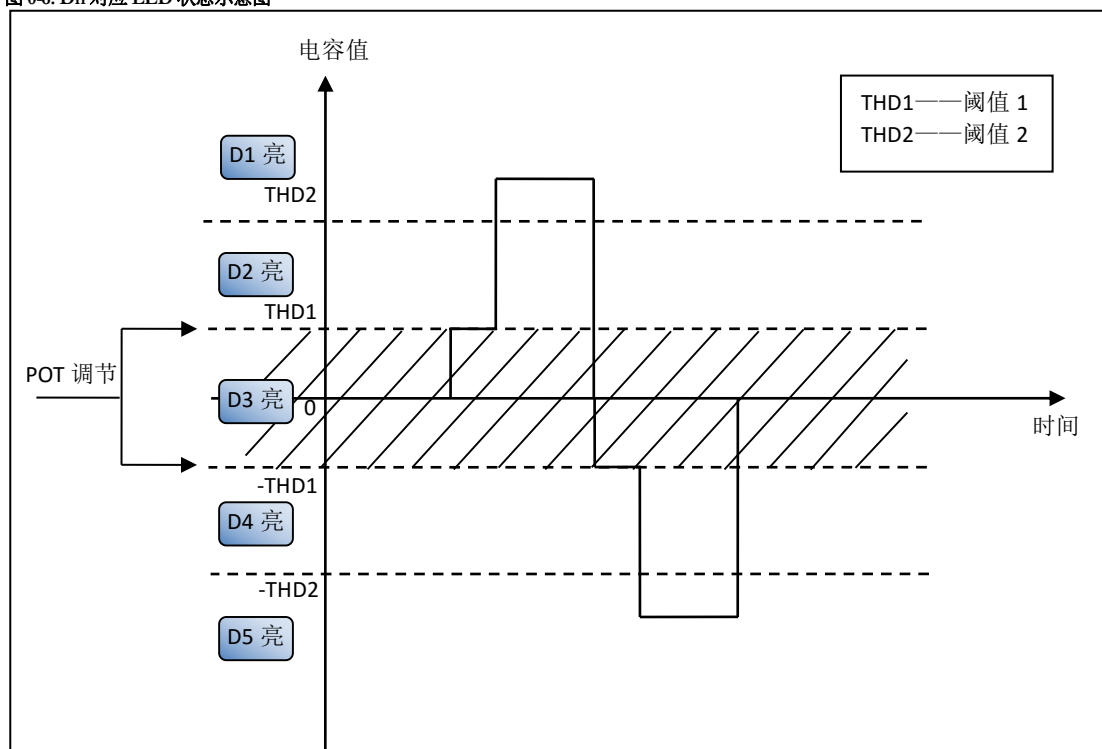 电容值
THD1——阈值 1
THD2——阈值 2
D1 亮
THD2
D2 亮
THD1
POT 调节
D3 亮
0
时间
-THD1
D4 亮
-THD2
D5 亮